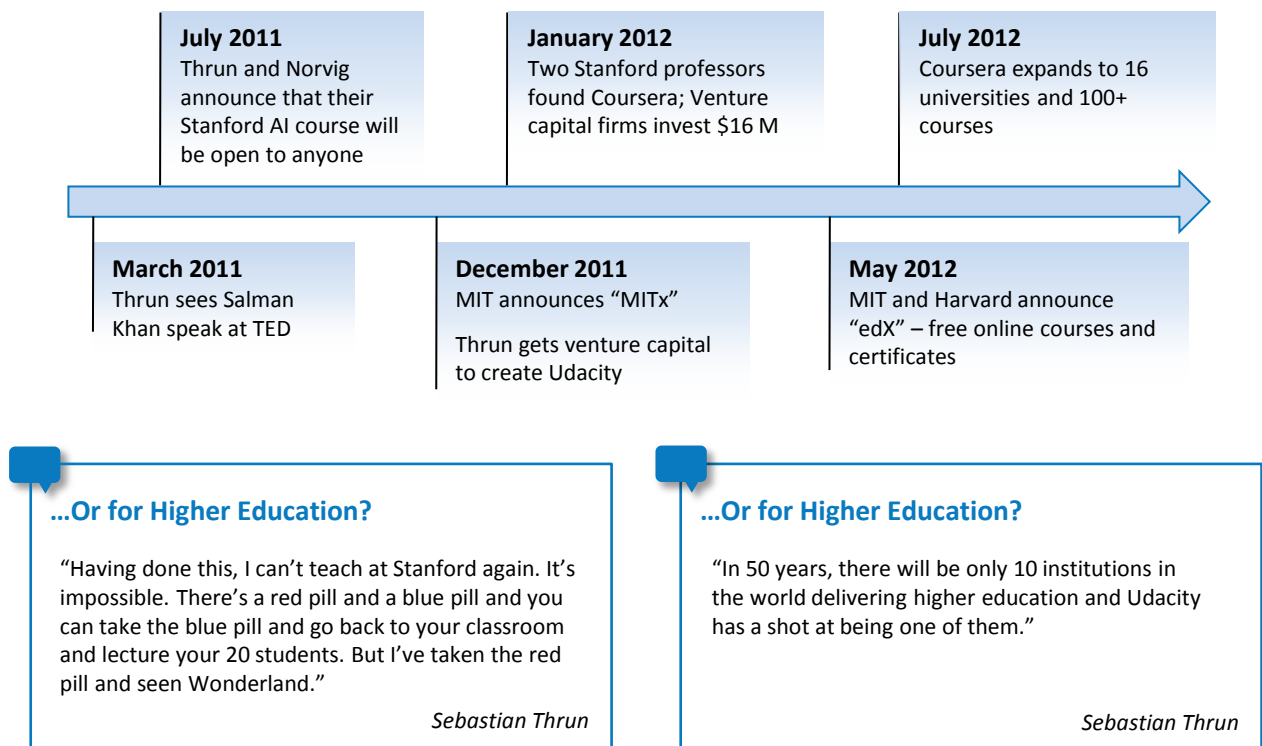 July 2011
Thrun and Norvig
announce that their
Stanford AI course will
be open to anyone
January 2012
Two Stanford professors
found Coursera; Venture
capital firms invest $16 M
July 2012
Coursera expands to 16
universities and 100+
courses
March 2011
Thrun sees Salman
Khan speak at TED
December 2011
MIT announces “MITx”
Thrun gets venture capital
to create Udacity
May 2012
MIT and Harvard announce
“edX” – free online courses and
certificates
…Or for Higher Education?
“Having done this, I can’t teach at Stanford again. It’s
impossible. There’s a red pill and a blue pill and you
can take the blue pill and go back to your classroom
and lecture your 20 students. But I’ve taken the red
pill and seen Wonderland.”
Sebastian Thrun
…Or for Higher Education?
“In 50 years, there will be only 10 institutions in
the world delivering higher education and Udacity
has a shot at being one of them.”
Sebastian Thrun